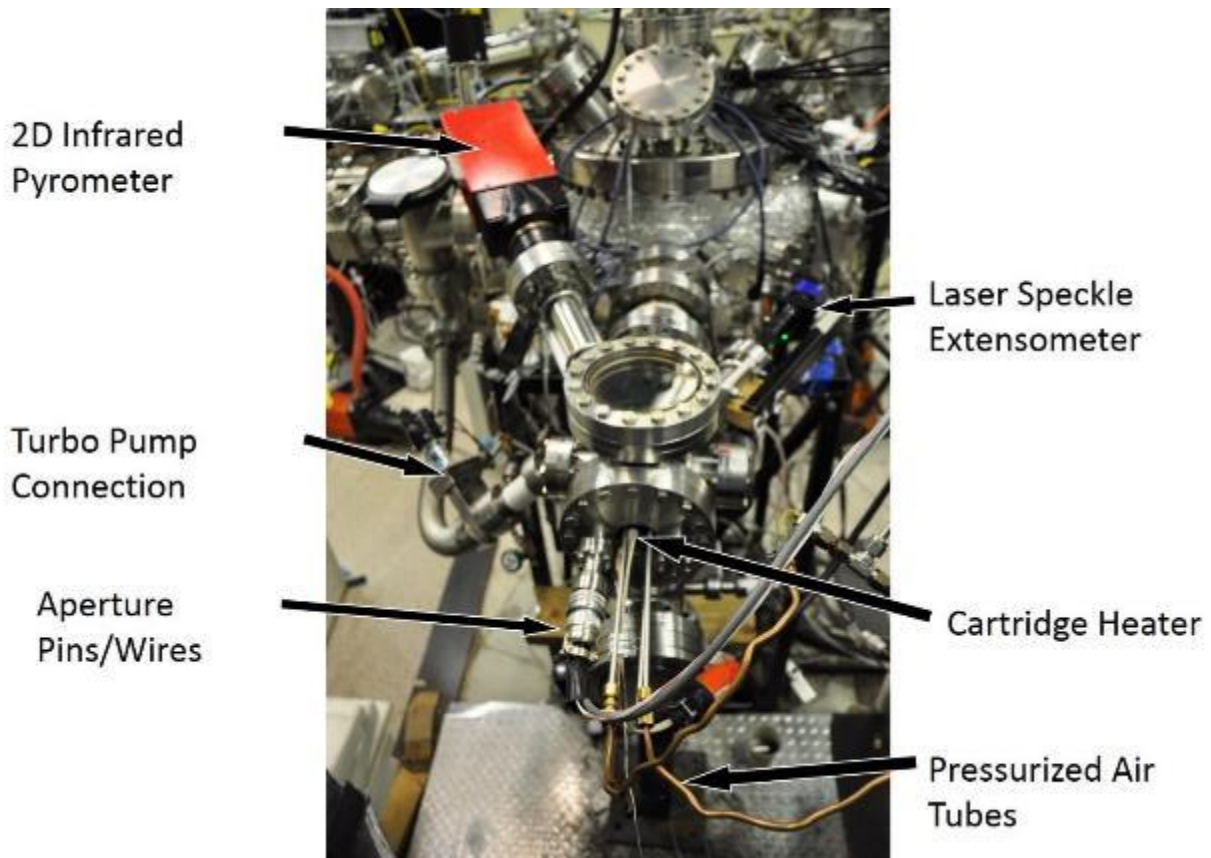 2D Infrared
Pyrometer
Laser Speckle
Extensometer
Turbo Pump
Connection
Aperture
Pins/Wires
Cartridge Heater
Pressurized Air
Tubes